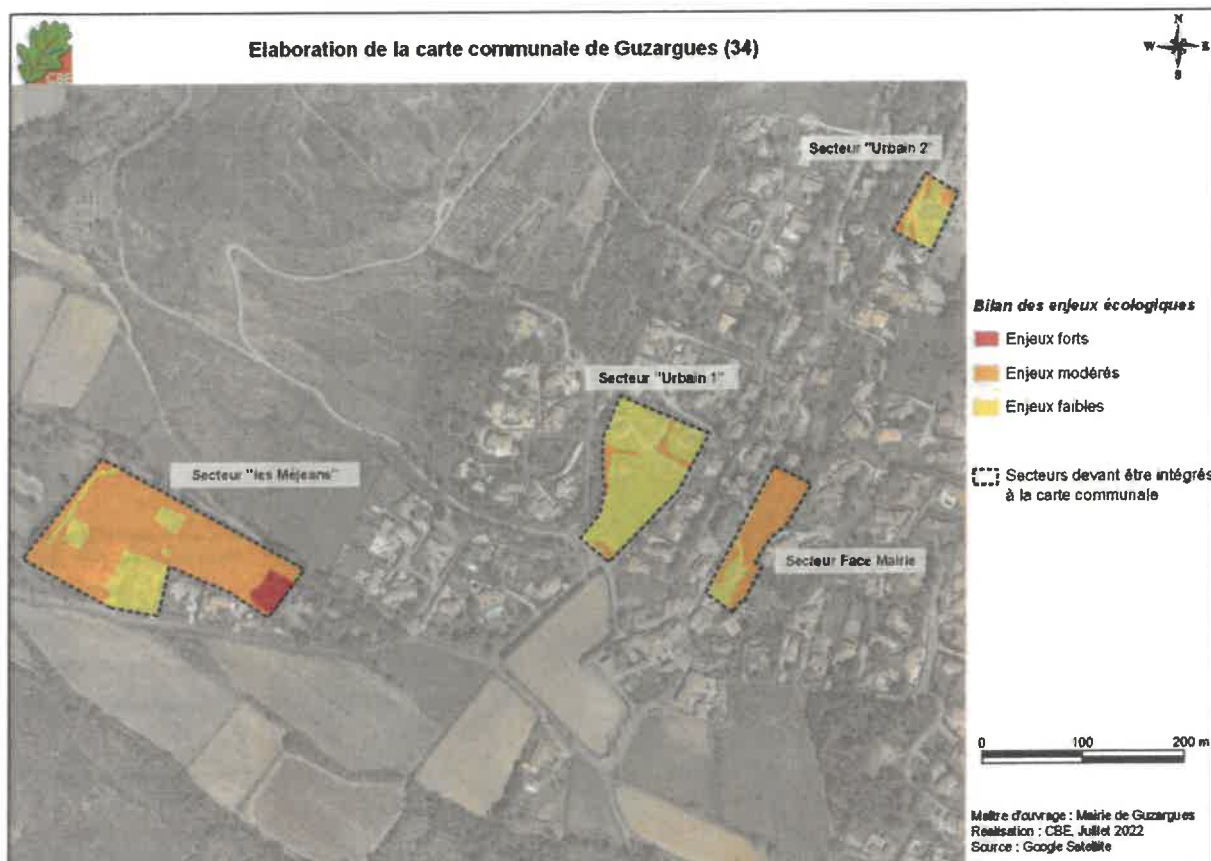 Elaboration de la carte communale de Guzargues (34)
CBE
N
W E
S
Secteur "Urbain 2"
Secteur "Urbain 1"
Secteur "les Méjeans"
Secteur Face Mairie
Bilan des enjeux écologiques
Enjeux forts
Enjeux modérés
Enjeux faibles
Secteurs devant être intégrés
à la carte communale
0 100 200 m
Maître d'ouvrage : Mairie de Guzargues
Réalisation : CBE, Juillet 2022
Source : Google Satellite